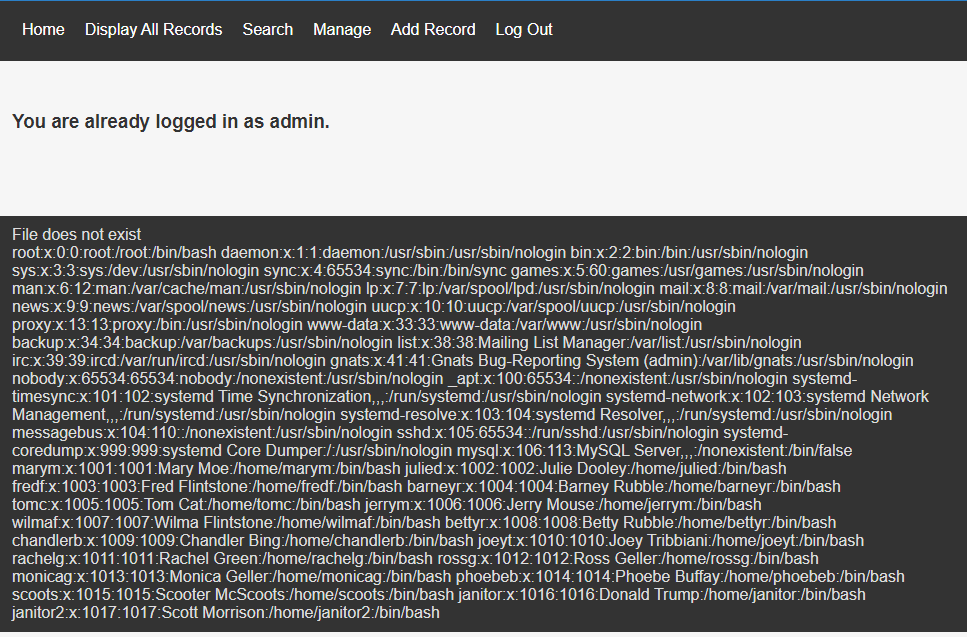 Home Display All Records Search Manage Add Record Log Out
You are already logged in as admin.
File does not exist
root:x:0:0:root:/root:/bin/bash daemon:x:1:1:daemon:/usr/sbin:/usr/sbin/nologin bin:x:2:2:bin:/bin:/usr/sbin/nologin
sys:x:3:3:sys:/dev:/usr/sbin/nologin sync:x:4:65534:sync:/bin:/bin/sync games:x:5:60:games:/usr/games:/usr/sbin/nologin
man:x:6:12:man:/var/cache/man:/usr/sbin/nologin lp:x:7:7:lp:/var/spool/lpd:/usr/sbin/nologin mail:x:8:8:mail:/var/mail:/usr/sbin/nologin
news:x:9:9:news:/var/spool/news:/usr/sbin/nologin uucp:x:10:10:uucp:/var/spool/uucp:/usr/sbin/nologin
proxy:x:13:13:proxy:/bin:/usr/sbin/nologin www-data:x:33:33:www-data:/var/www:/usr/sbin/nologin
backup:x:34:34:backup:/var/backups:/usr/sbin/nologin list:x:38:38:Mailing List Manager:/var/list:/usr/sbin/nologin
irc:x:39:39:ircd:/var/run/ircd:/usr/sbin/nologin gnats:x:41:41:Gnats Bug-Reporting System (admin):/var/lib/gnats:/usr/sbin/nologin
nobody:x:65534:65534:nobody:/nonexistent:/usr/sbin/nologin _apt:x:100:65534::/nonexistent:/usr/sbin/nologin systemd-
timesync:x:101:102:systemd Time Synchronization,,,:/run/systemd:/usr/sbin/nologin systemd-network:x:102:103:systemd Network
Management,,,:/run/systemd:/usr/sbin/nologin systemd-resolve:x:103:104:systemd Resolver,,,:/run/systemd:/usr/sbin/nologin
messagebus:x:104:110::/nonexistent:/usr/sbin/nologin sshd:x:105:65534::/run/sshd:/usr/sbin/nologin systemd-
coredump:x:999:999:systemd Core Dumper:/:/usr/sbin/nologin mysql:x:106:113:MySQL Server,,,:/nonexistent:/bin/false
marym:x:1001:1001:Mary Moe:/home/marym:/bin/bash julied:x:1002:1002:Julie Dooley:/home/julied:/bin/bash
fredf:x:1003:1003:Fred Flintstone:/home/fredf:/bin/bash barneyr:x:1004:1004:Barney Rubble:/home/barneyr:/bin/bash
tomc:x:1005:1005:Tom Cat:/home/tomc:/bin/bash jerrym:x:1006:1006:Jerry Mouse:/home/jerrym:/bin/bash
wilmaf:x:1007:1007:Wilma Flintstone:/home/wilmaf:/bin/bash bettyr:x:1008:1008:Betty Rubble:/home/bettyr:/bin/bash
chandlerb:x:1009:1009:Chandler Bing:/home/chandlerb:/bin/bash joeyt:x:1010:1010:Joey Tribbiani:/home/joeyt:/bin/bash
rachelg:x:1011:1011:Rachel Green:/home/rachelg:/bin/bash rossg:x:1012:1012:Ross Geller:/home/rossg:/bin/bash
monicag:x:1013:1013:Monica Geller:/home/monicag:/bin/bash phoebeb:x:1014:1014:Phoebe Buffay:/home/phoebeb:/bin/bash
scoots:x:1015:1015:Scooter McScoots:/home/scoots:/bin/bash janitor:x:1016:1016:Donald Trump:/home/janitor:/bin/bash
janitor2:x:1017:1017:Scott Morrison:/home/janitor2:/bin/bash